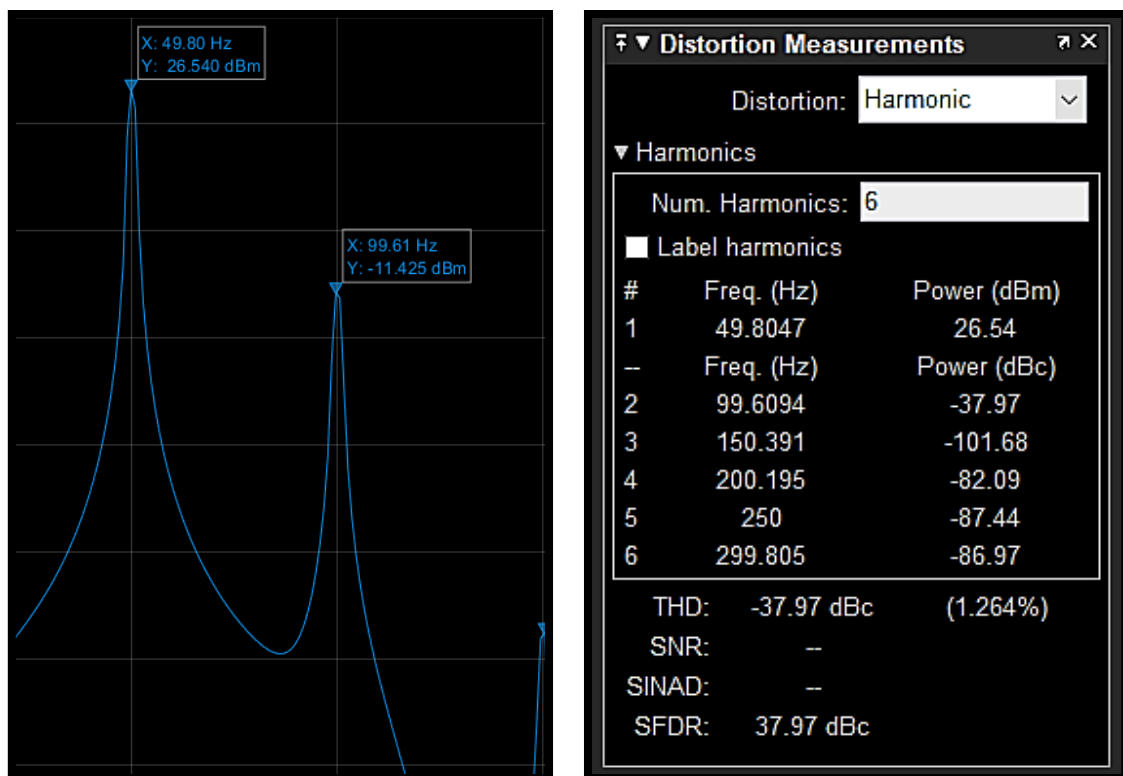 X: 49.80 Hz
Y: 26.540 dBm
X: 99.61 Hz
Y: -11.425 dBm
Distortion Measurements
Distortion: Harmonic
Harmonics
Num. Harmonics: 6
Label harmonics
# Freq. (Hz) Power (dBm)
1 49.8047 26.54
-- Freq. (Hz) Power (dBc)
2 99.6094 -37.97
3 150.391 -101.68
4 200.195 -82.09
5 250 -87.44
6 299.805 -86.97
THD: -37.97 dBc (1.264%)
SNR: --
SINAD: --
SFDR: 37.97 dBc